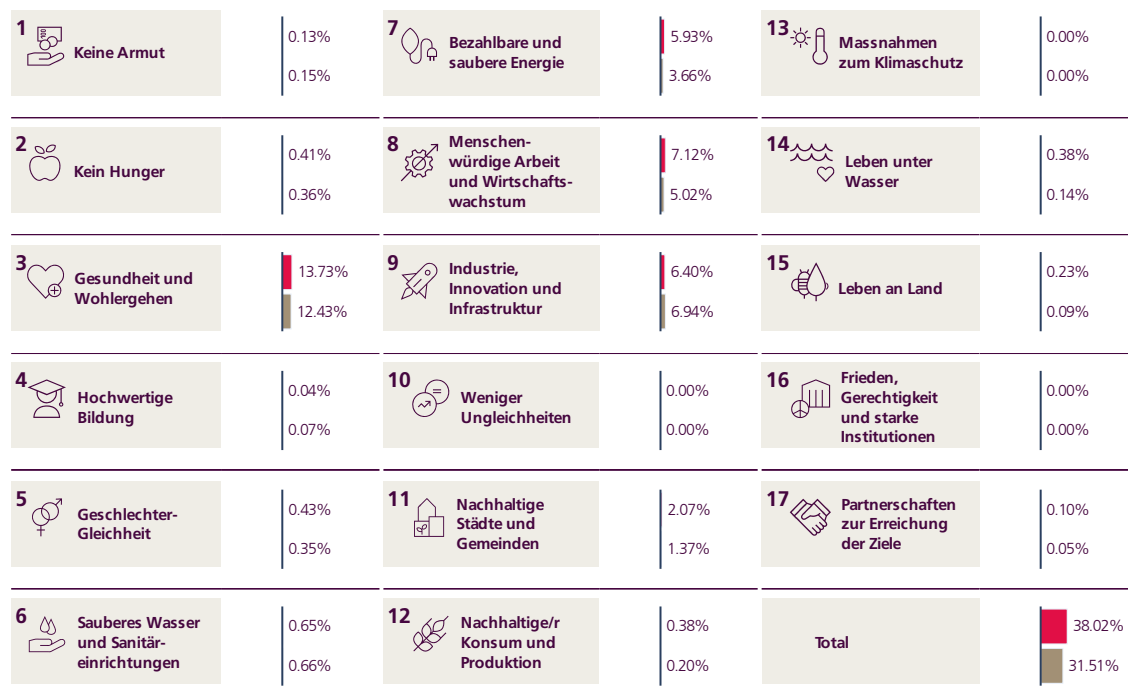 1
Keine Armut
0.13%
0.15%
2
Kein Hunger
0.41%
0.36%
3
Gesundheit und
Wohlergehen
13.73%
12.43%
4
Hochwertige
Bildung
0.04%
0.07%
5
Geschlechter-
Gleichheit
0.43%
0.35%
6
Sauberes Wasser
und Sanitär-
einrichtungen
0.65%
0.66%
7
Bezahlbare und
saubere Energie
5.93%
3.66%
8
Menschen-
würdige Arbeit
und Wirtschafts-
wachstum
7.12%
5.02%
9
Industrie,
Innovation und
Infrastruktur
6.40%
6.94%
10
Weniger
Ungleichheiten
0.00%
0.00%
11
Nachhaltige
Städte und
Gemeinden
2.07%
1.37%
12
Nachhaltige/r
Konsum und
Produktion
0.38%
0.20%
13
Massnahmen
zum Klimaschutz
0.00%
0.00%
14
Leben unter
Wasser
0.38%
0.14%
15
Leben an Land
0.23%
0.09%
16
Frieden,
Gerechtigkeit
und starke
Institutionen
0.00%
0.00%
17
Partnerschaften
zur Erreichung
der Ziele
0.10%
0.05%
Total
38.02%
31.51%